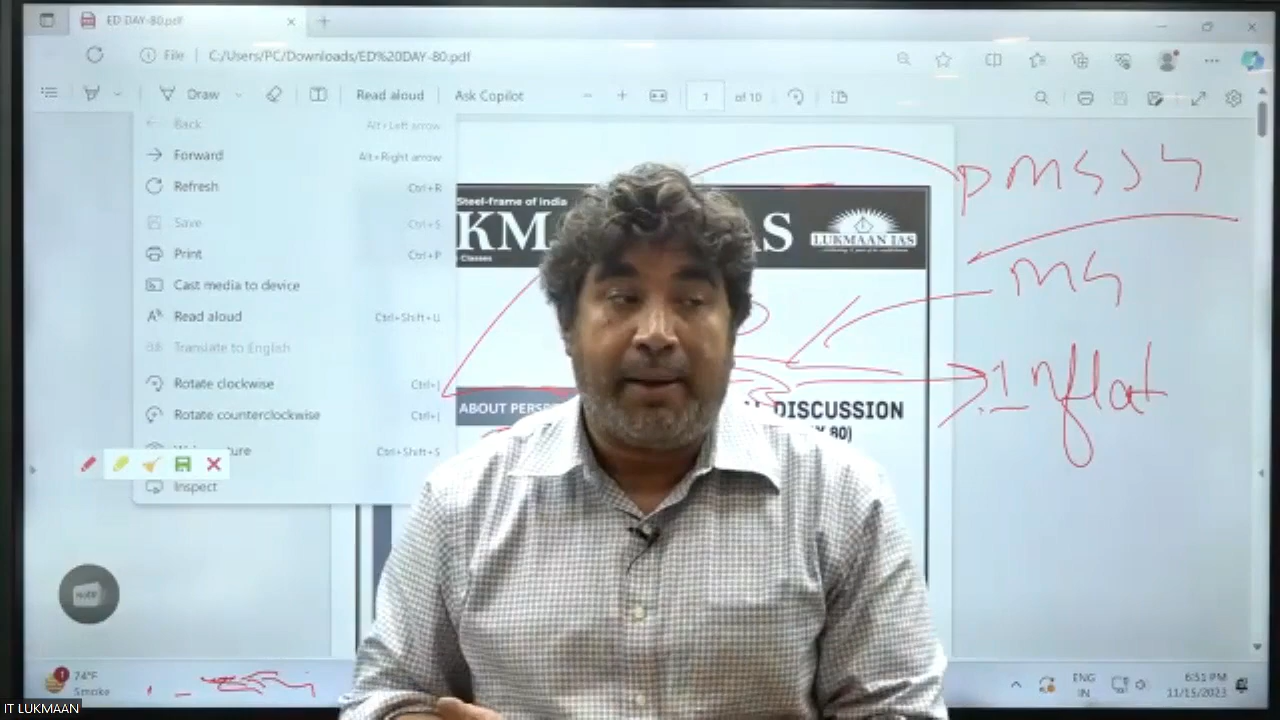 ED DAY-80.pdf
File C:/Users/PC/Downloads/ED%20DAY-80.pdf
Draw Read aloud Ask Copilot 1 of 10
Back Alt+Left arrow
Forward Alt+Right arrow
Refresh Ctrl+R
Save Ctrl+S
Print Ctrl+P
Cast media to device
Read aloud Ctrl+Shift+U
Translate to English
Rotate clockwise Ctrl+]
Rotate counterclockwise Ctrl+[
Ctrl+Shift+S
Inspect
Steel-frame of India
Classes
LUKMAAN IAS
ABOUT
DISCUSSION
80)
Inflat
74°F
Smoke
ENG
IN
6:51 PM
11/15/2023
IT LUKMAAN